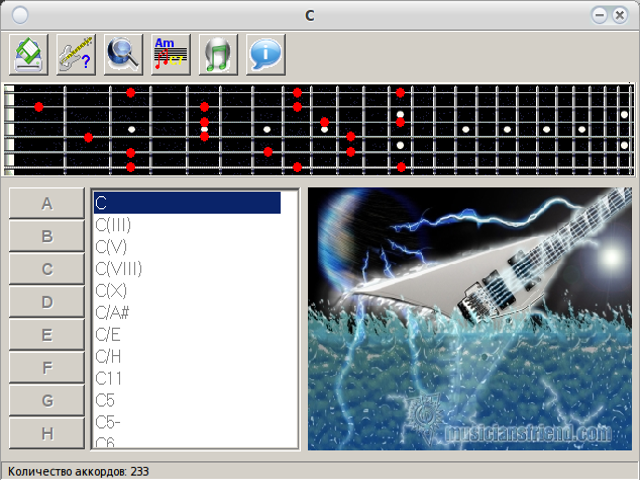 C
?
Am
A
B
C
D
E
F
G
H
C
C(III)
C(V)
C(VIII)
C(X)
C/A#
C/E
C/H
C11
C5
C5-
C6
musiciansfriend.com
Количество аккордов: 233